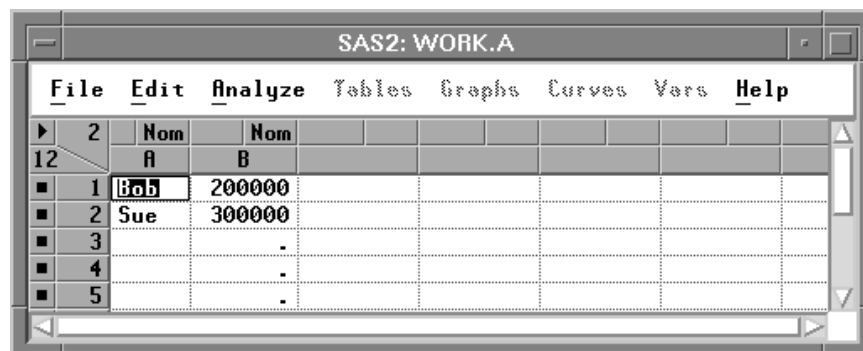 SAS2: WORK.A
File Edit Analyze Tables Graphs Curves Vars Help
2 Nom Nom
12 A B
1 Bob 200000
2 Sue 300000
3 .
4 .
5 .